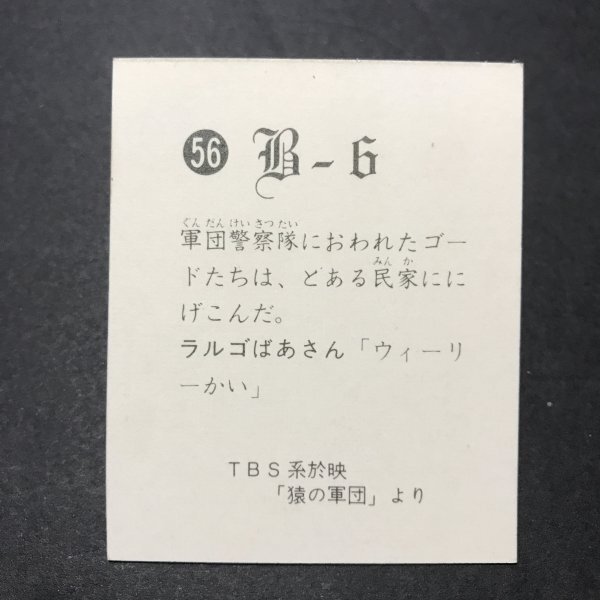 56 B-6
ぐんだんけいさつたい
軍団警察隊におわれたゴー
みんか
ドたちは、どある民家にに
げこんだ。
ラルゴばあさん「ウィーリ
ーかい」
TBS系於映
「猿の軍団」より